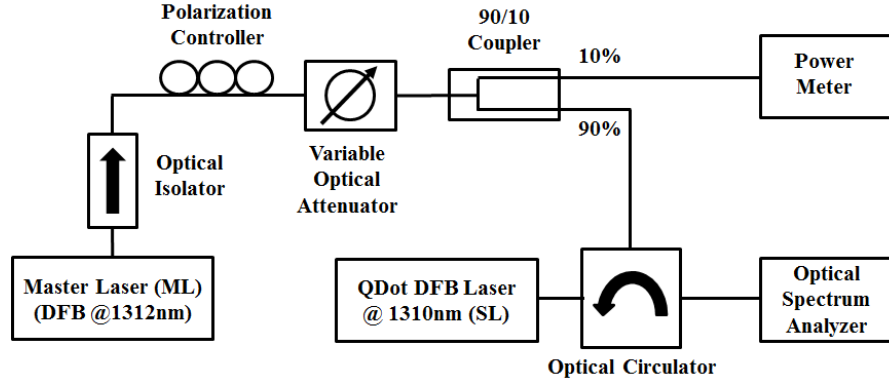 Polarization
Controller
90/10
Coupler
10%
Power
Meter
90%
Optical
Isolator
Variable
Optical
Attenuator
Master Laser (ML)
(DFB @1312nm)
QDot DFB Laser
@ 1310nm (SL)
Optical
Spectrum
Analyzer
Optical Circulator